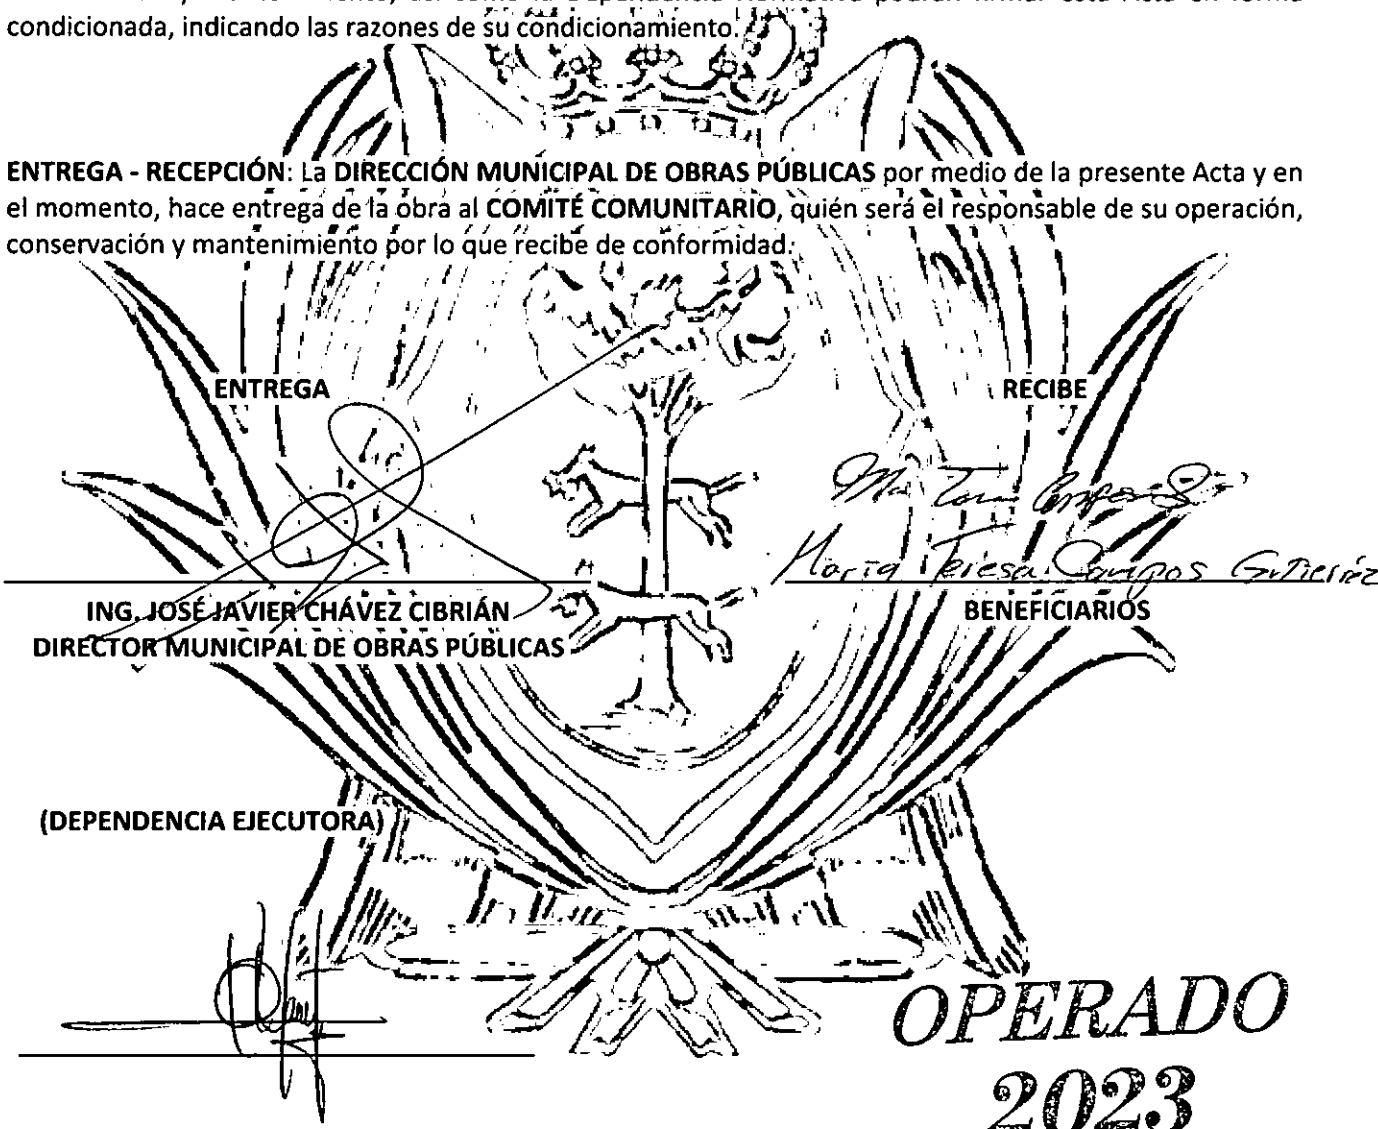 condicionada, indicando las razones de su condicionamiento.
ENTREGA - RECEPCIÓN: La DIRECCIÓN MUNICIPAL DE OBRAS PÚBLICAS por medio de la presente Acta y en
el momento, hace entrega de la obra al COMITÉ COMUNITARIO, quién será el responsable de su operación,
conservación y mantenimiento por lo que recibe de conformidad.
ENTREGA
RECIBE
María Teresa Campos Gutierréz
ING. JOSÉ JAVIER CHÁVEZ CIBRIÁN
BENEFICIARIOS
DIRECTOR MUNICIPAL DE OBRAS PÚBLICAS
(DEPENDENCIA EJECUTORA)
OPERADO
2023